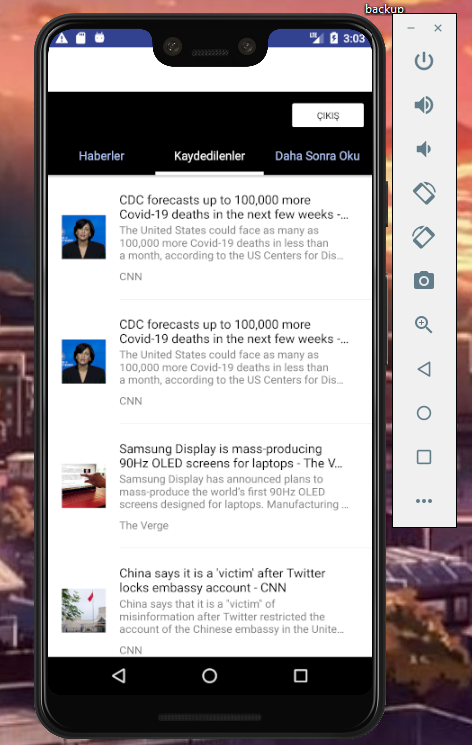 backup
LTE
3:03
ÇIKIŞ
Haberler
Kaydedilenler
Daha Sonra Oku
CDC forecasts up to 100,000 more
Covid-19 deaths in the next few weeks -...
The United States could face as many as
100,000 more Covid-19 deaths in less than
a month, according to the US Centers for Dis...
CNN
CDC forecasts up to 100,000 more
Covid-19 deaths in the next few weeks -...
The United States could face as many as
100,000 more Covid-19 deaths in less than
a month, according to the US Centers for Dis...
CNN
Samsung Display is mass-producing
90Hz OLED screens for laptops - The V...
Samsung Display has announced plans to
mass-produce the world's first 90Hz OLED
screens designed for laptops. Manufacturing ...
The Verge
China says it is a 'victim' after Twitter
locks embassy account - CNN
China says that it is a "victim" of
misinformation after Twitter restricted the
account of the Chinese embassy in the Unite...
CNN